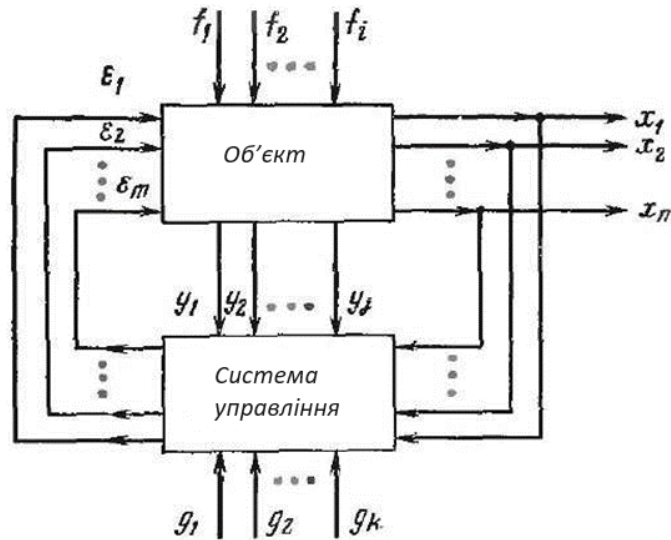 f₁ f₂ fᵢ
ε₁
ε₂
εₘ
Об’єкт
x₁
x₂
xₙ
y₁ y₂ yⱼ
Система
управління
g₁ g₂ gₖ